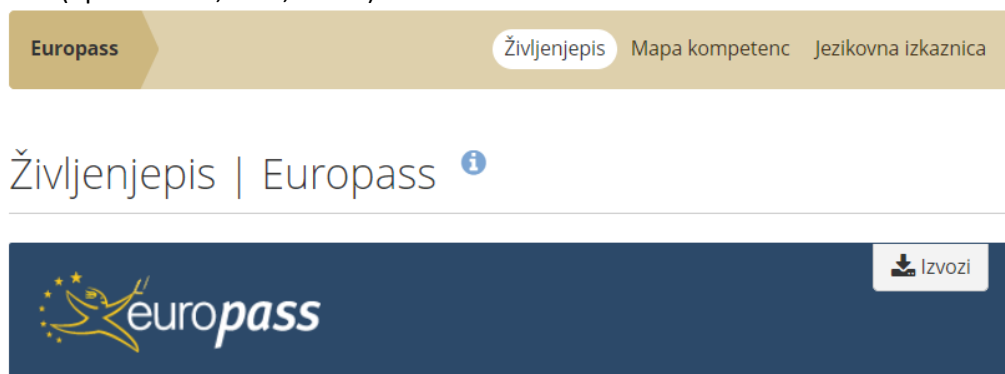 Europass Življenjepis Mapa kompetenc Jezikovna izkaznica
Življenjepis | Europass
Izvozi
europass